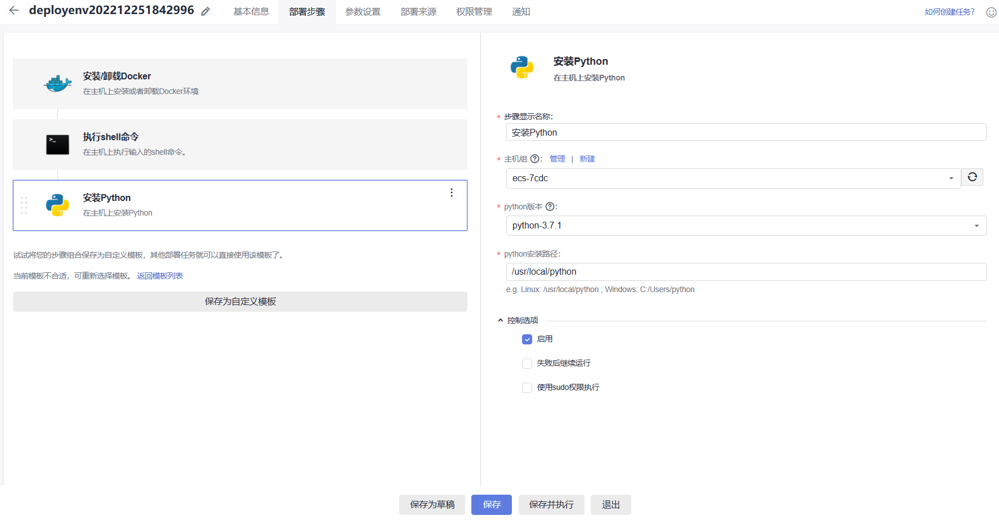 deployenv202212251842996
基本信息
部署步骤
参数设置
部署来源
权限管理
通知
如何创建任务?
安装/卸载Docker
在主机上安装或者卸载Docker环境
>_
执行shell命令
在主机上执行输入的shell命令。
安装Python
在主机上安装Python
试试将您的步骤组合保存为自定义模板，其他部署任务就可以直接使用该模板了。
当前模板不合适，可重新选择模板。 返回模板列表
保存为自定义模板
安装Python
在主机上安装Python
* 步骤显示名称:
安装Python
* 主机组 ?: 管理 | 新建
ecs-7cdc
* python版本 ?:
python-3.7.1
* python安装路径:
/usr/local/python
e.g. Linux: /usr/local/python ; Windows: C:/Users/python
控制选项
启用
失败后继续运行
使用sudo权限执行
保存为草稿
保存
保存并执行
退出